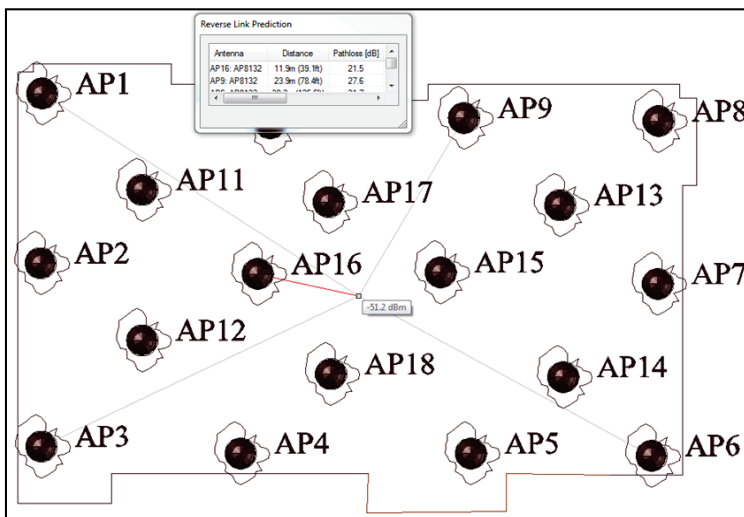 Reverse Link Prediction
Antenna Distance Pathloss [dB]
AP16: AP8132 11.9m (39.1ft) 21.5
AP9: AP8132 23.9m (78.4ft) 27.6
AP1
AP9
AP8
AP11
AP17
AP13
AP2
AP16
AP15
AP7
-51.2 dBm
AP12
AP18
AP14
AP3
AP4
AP5
AP6